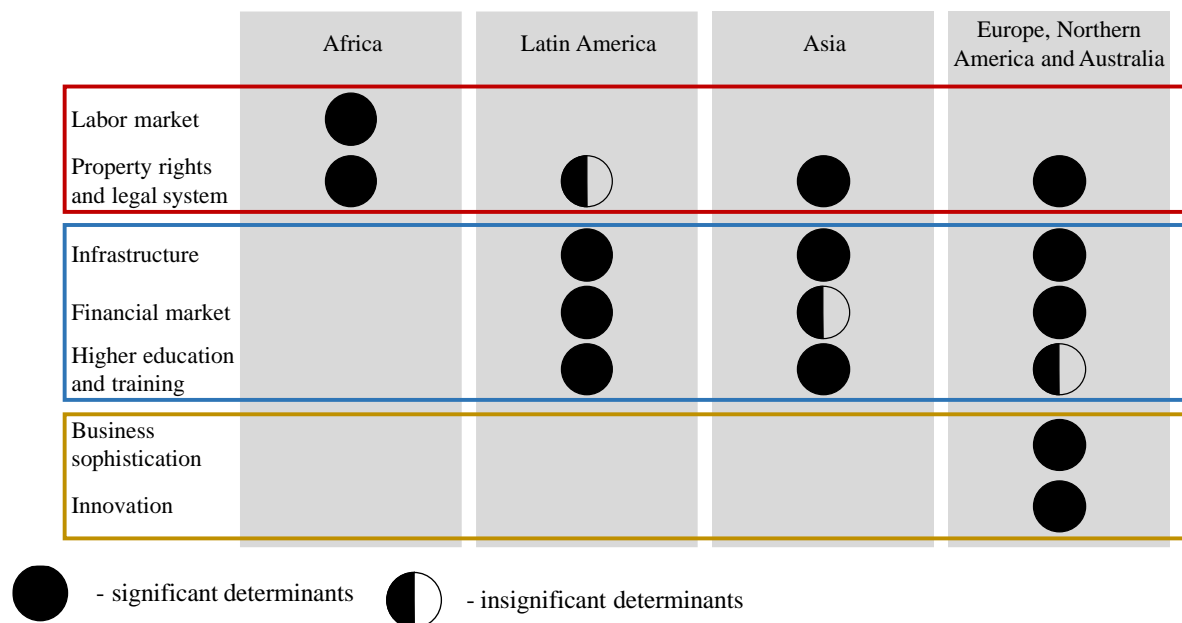 Africa
Latin America
Asia
Europe, Northern
America and Australia
Labor market
Property rights
and legal system
Infrastructure
Financial market
Higher education
and training
Business
sophistication
Innovation
- significant determinants
- insignificant determinants